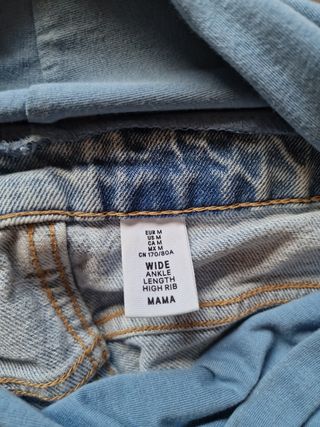 EUR M
US M
CA M
MX M
CN 170/80A
WIDE
ANKLE
LENGTH
HIGH RIB
MAMA